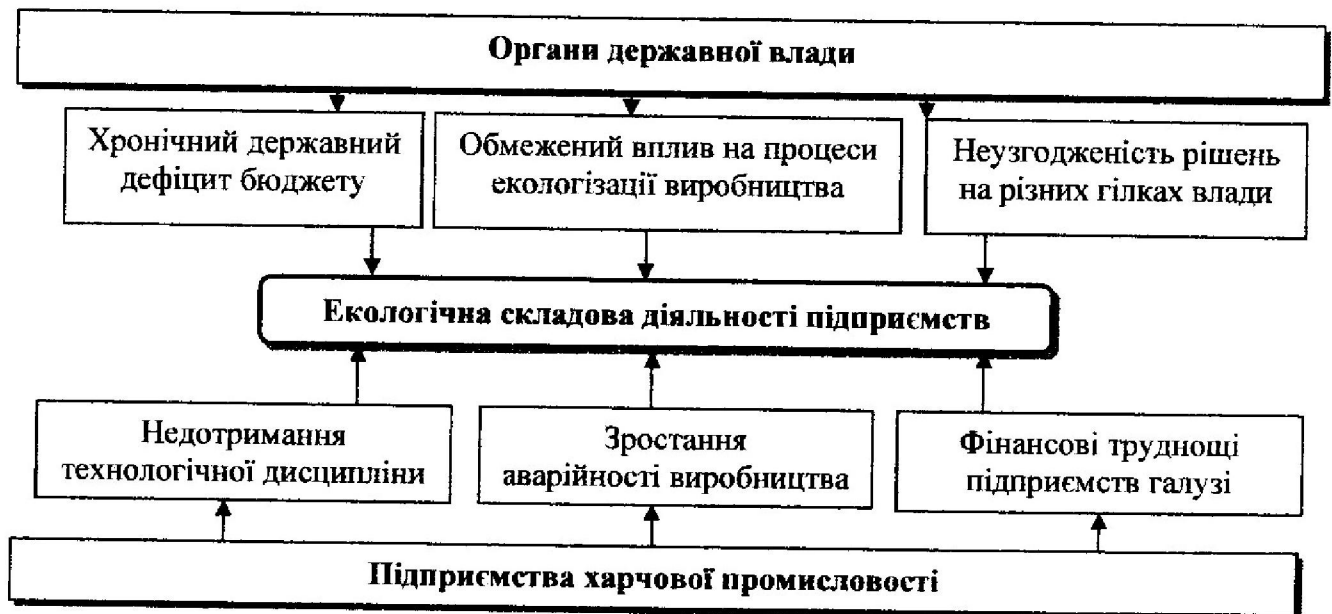 Органи державної влади
Хронічний державний
дефіцит бюджету
Обмежений вплив на процеси
екологізації виробництва
Неузгодженість рішень
на різних гілках влади
Екологічна складова діяльності підприємств
Недотримання
технологічної дисципліни
Зростання
аварійності виробництва
Фінансові труднощі
підприємств галузі
Підприємства харчової промисловості